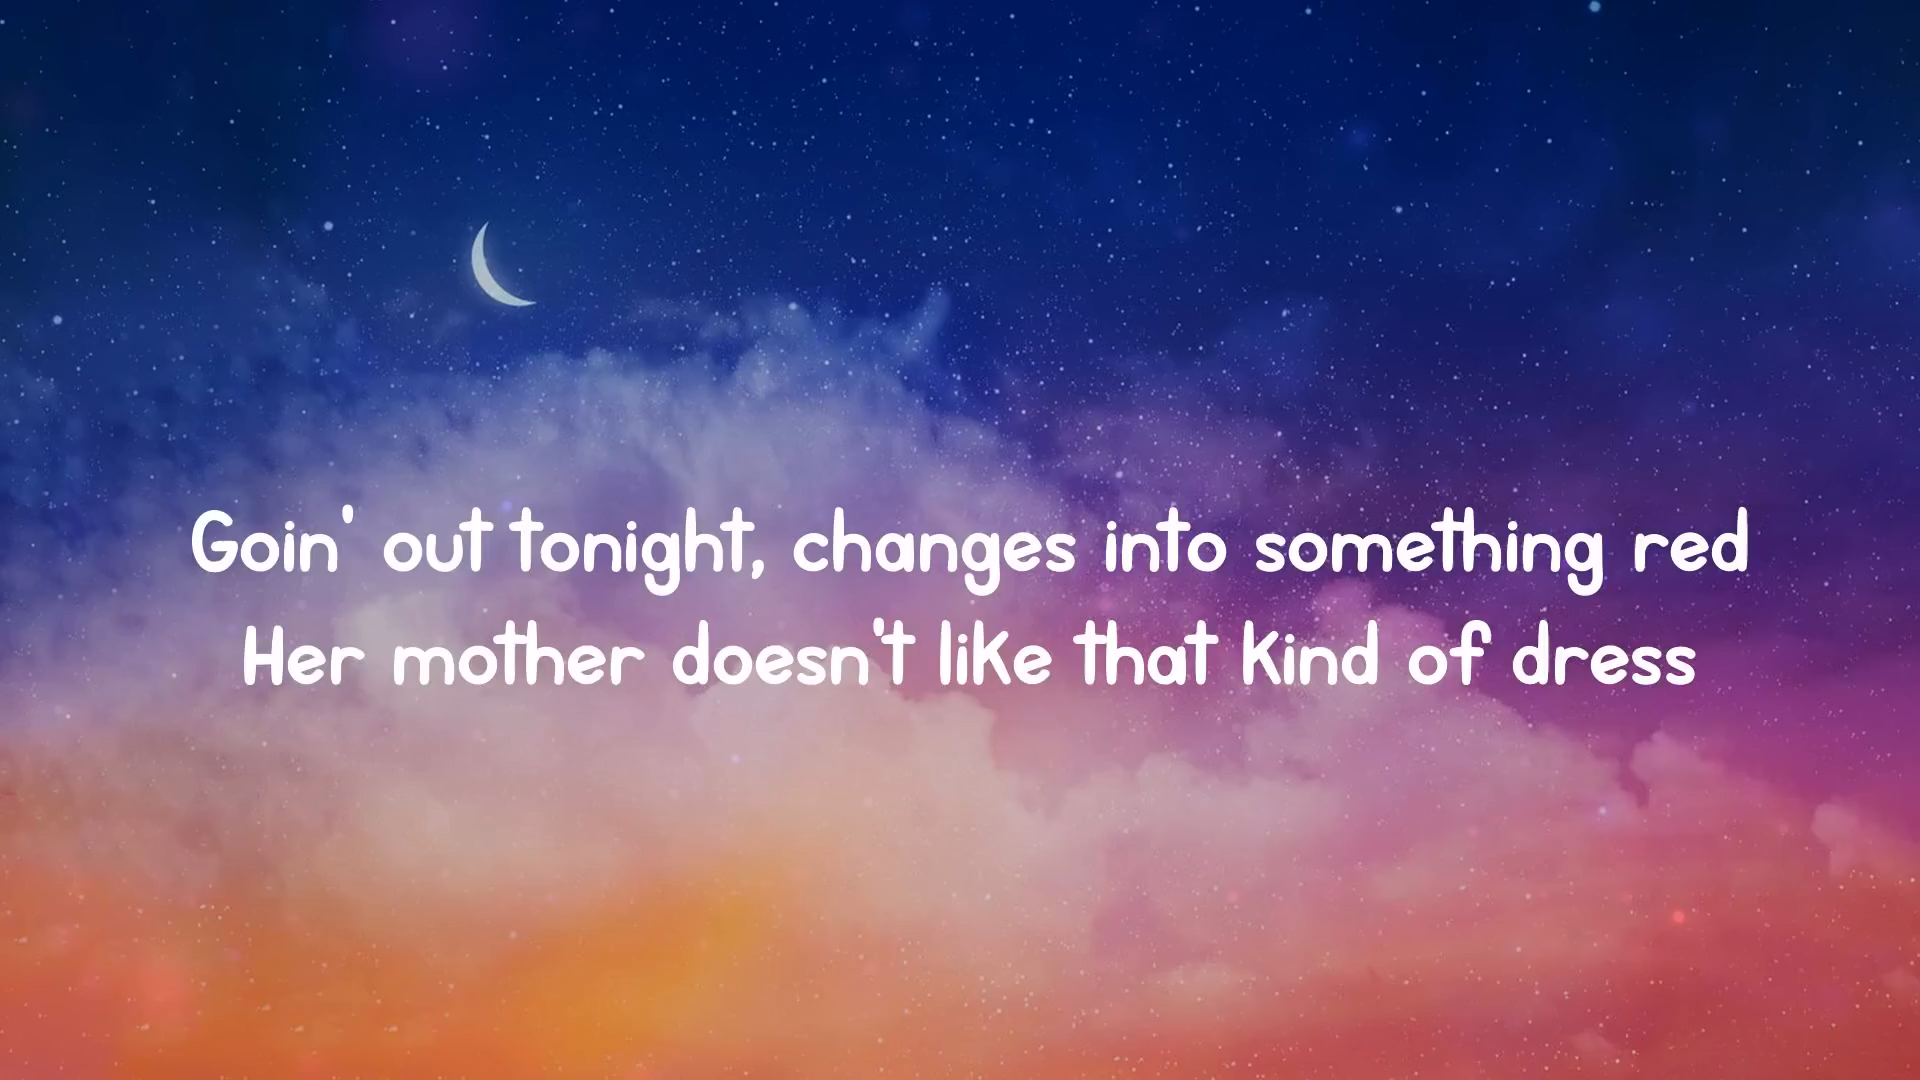 Goin' out tonight, changes into something red
Her mother doesn't like that kind of dress